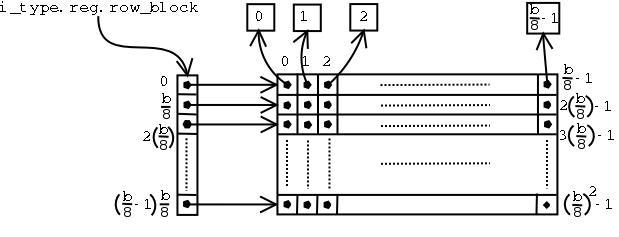 i_type.reg.row_block
0 1 2 b/8 - 1
0 1 2
0 b/8 - 1
b/8 2(b/8) - 1
2(b/8) 3(b/8) - 1
(b/8 - 1) b/8 (b/8)² - 1